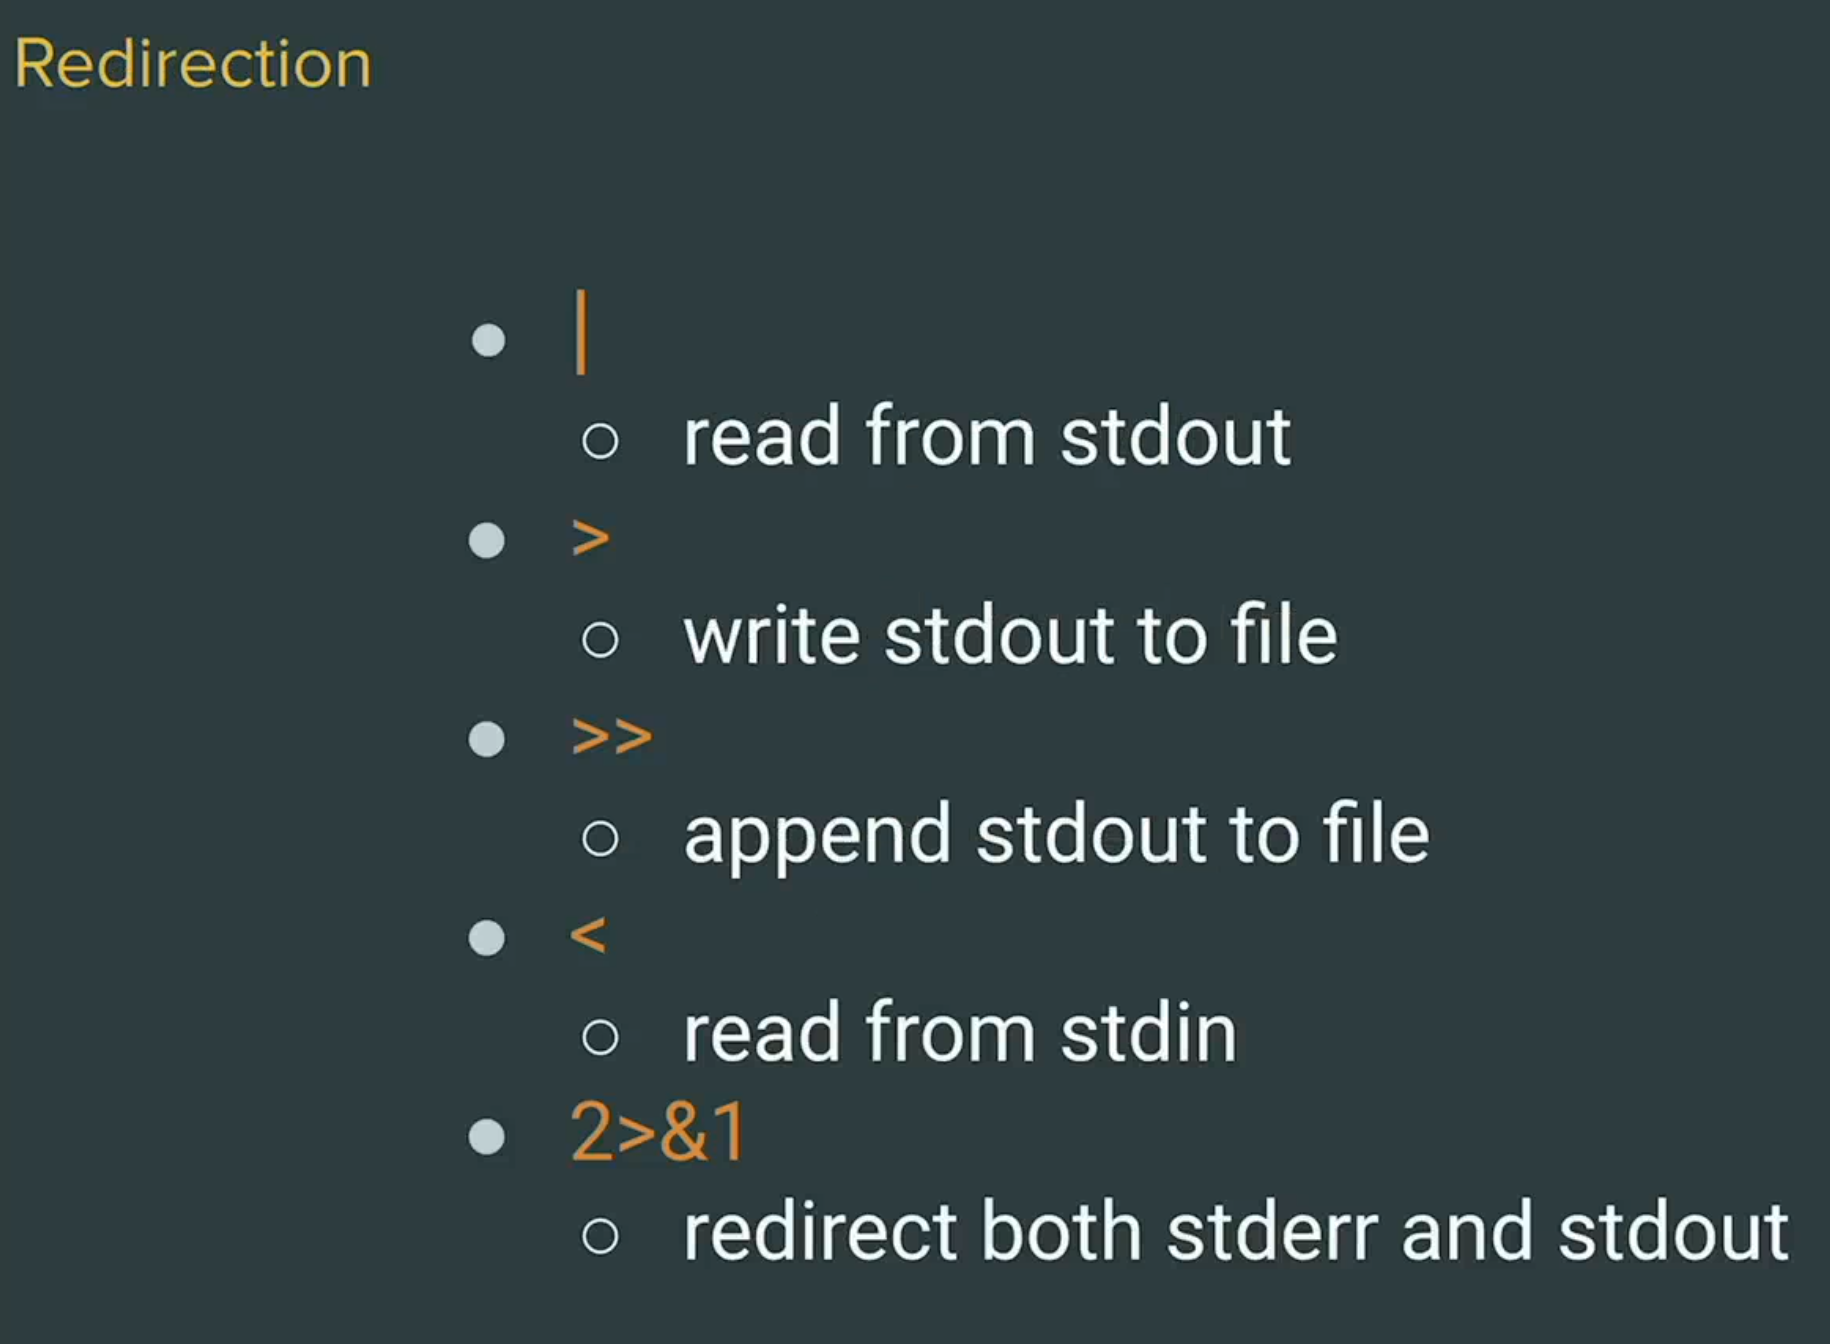 Redirection
● |
○ read from stdout
● >
○ write stdout to file
● >>
○ append stdout to file
● <
○ read from stdin
● 2>&1
○ redirect both stderr and stdout